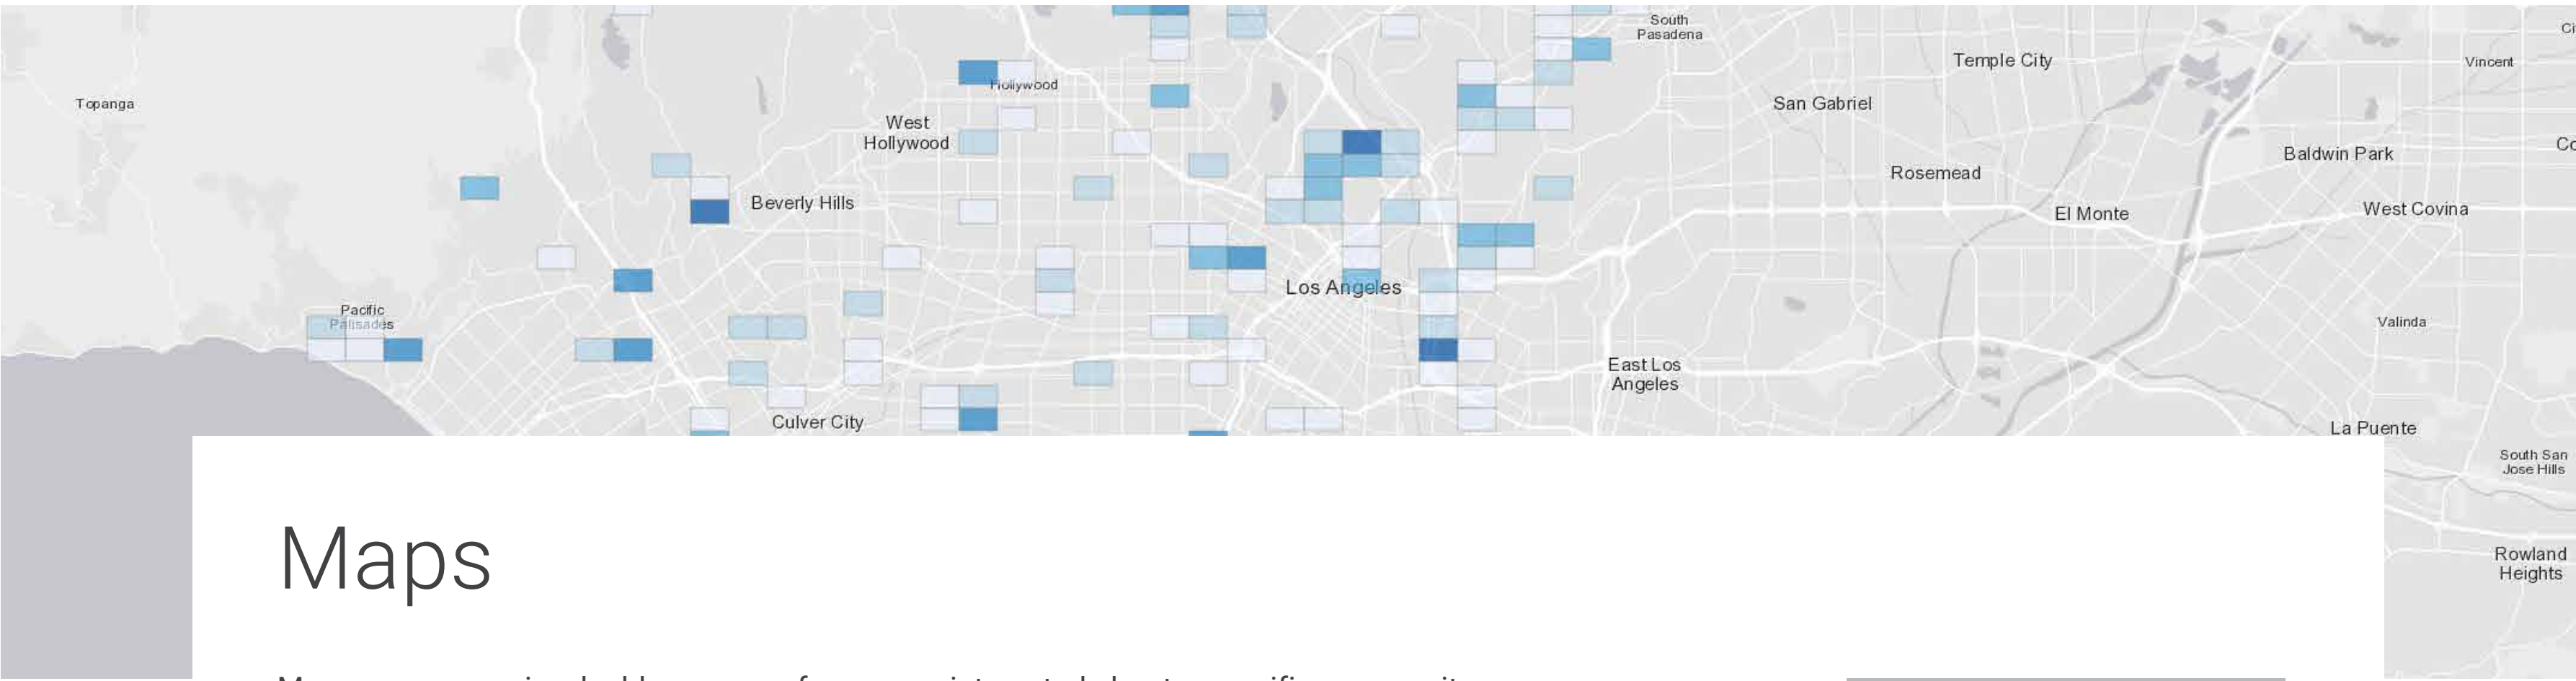 South
Pasadena
Ci
Temple City
Vincent
Hollywood
Topanga
San Gabriel
West
Hollywood
Co
Baldwin Park
Rosemead
Beverly Hills
West Covina
El Monte
Los Angeles
Pacific
Palisades
Valinda
East Los
Angeles
Culver City
La Puente
South San
Jose Hills
Maps
Rowland
Heights